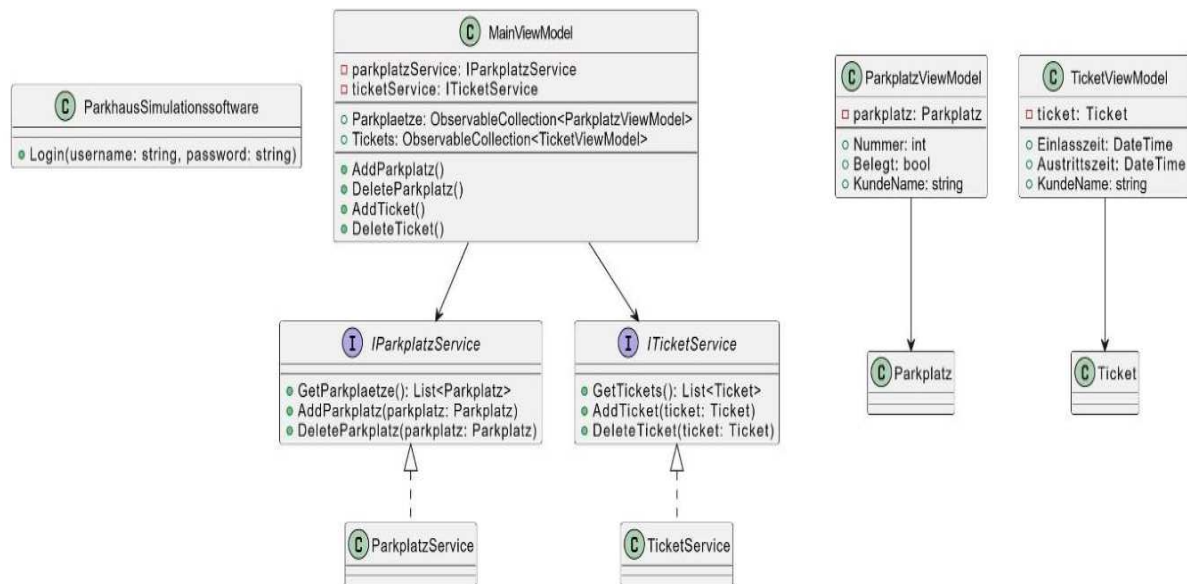 C ParkhausSimulationssoftware
Login(username: string, password: string)
C MainViewModel
parkplatzService: IParkplatzService
ticketService: ITicketService
Parkplaetze: ObservableCollection<ParkplatzViewModel>
Tickets: ObservableCollection<TicketViewModel>
AddParkplatz()
DeleteParkplatz()
AddTicket()
DeleteTicket()
C ParkplatzViewModel
parkplatz: Parkplatz
Nummer: int
Belegt: bool
KundeName: string
C TicketViewModel
ticket: Ticket
Einlasszeit: DateTime
Austrittszeit: DateTime
KundeName: string
I IParkplatzService
GetParkplaetze(): List<Parkplatz>
AddParkplatz(parkplatz: Parkplatz)
DeleteParkplatz(parkplatz: Parkplatz)
I ITicketService
GetTickets(): List<Ticket>
AddTicket(ticket: Ticket)
DeleteTicket(ticket: Ticket)
C Parkplatz
C Ticket
C ParkplatzService
C TicketService